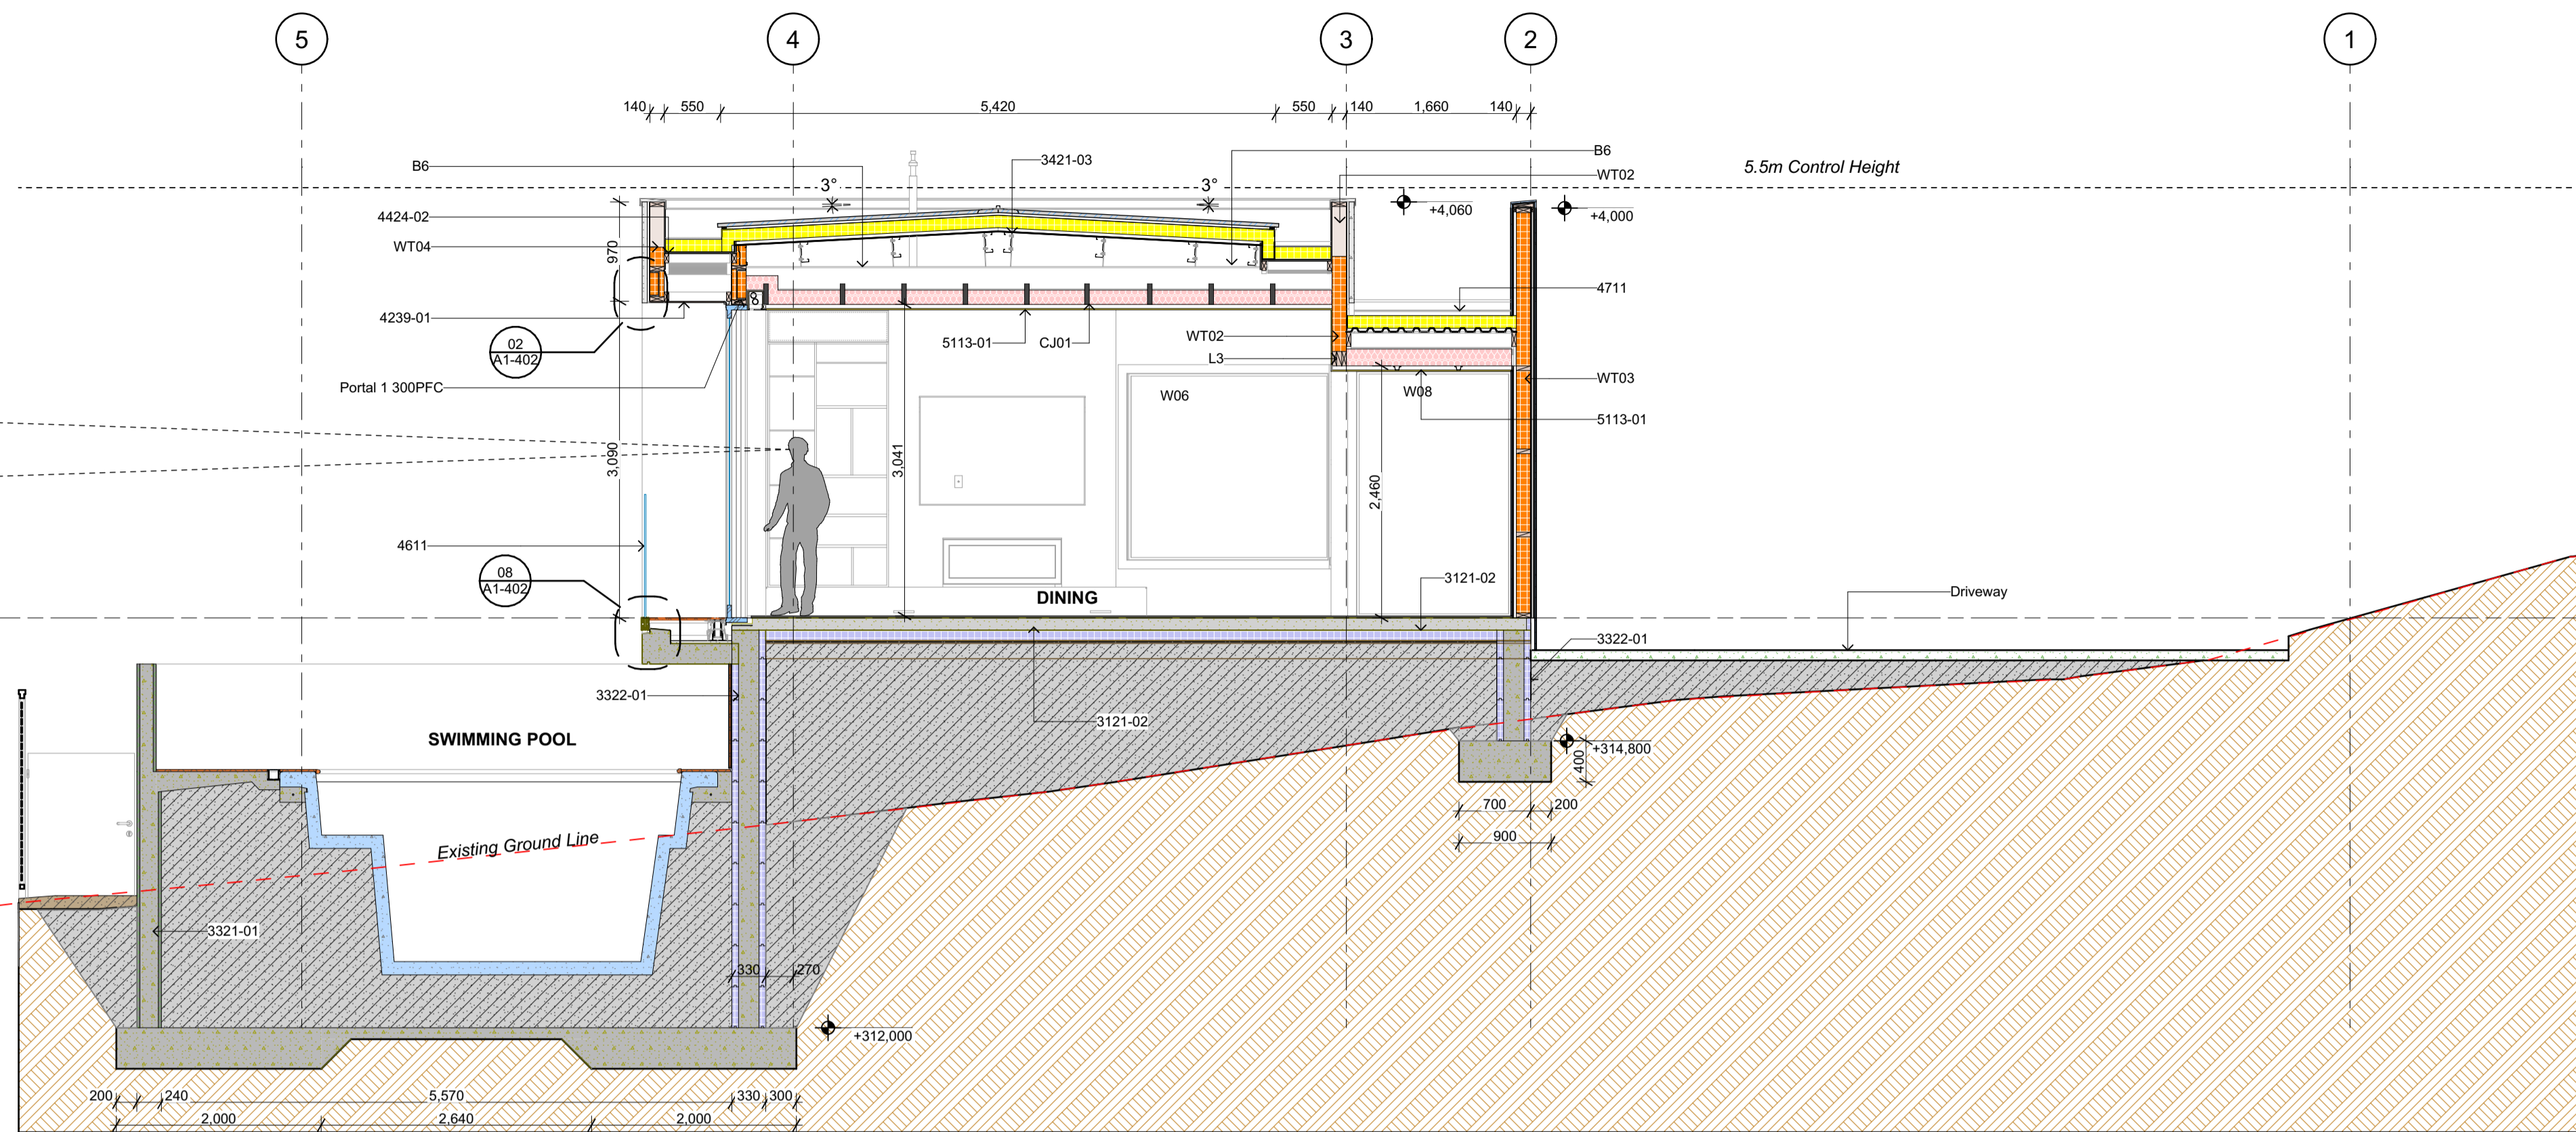 5
4
3
2
1
140
550
5,420
550
140
1,660
140
B6
3421-03
B6
WT02
5.5m Control Height
3°
3°
4424-02
WT04
970
+4,060
+4,000
4239-01
02
A1-402
Portal 1 300PFC
5113-01
CJ01
WT02
L3
4711
W06
W08
WT03
5113-01
3,090
3,041
2,460
4611
08
A1-402
DINING
3121-02
Driveway
3322-01
3322-01
3121-02
SWIMMING POOL
+314,800
400
700
200
900
Existing Ground Line
3321-01
330
270
+312,000
200
240
5,570
330
300
2,000
2,640
2,000